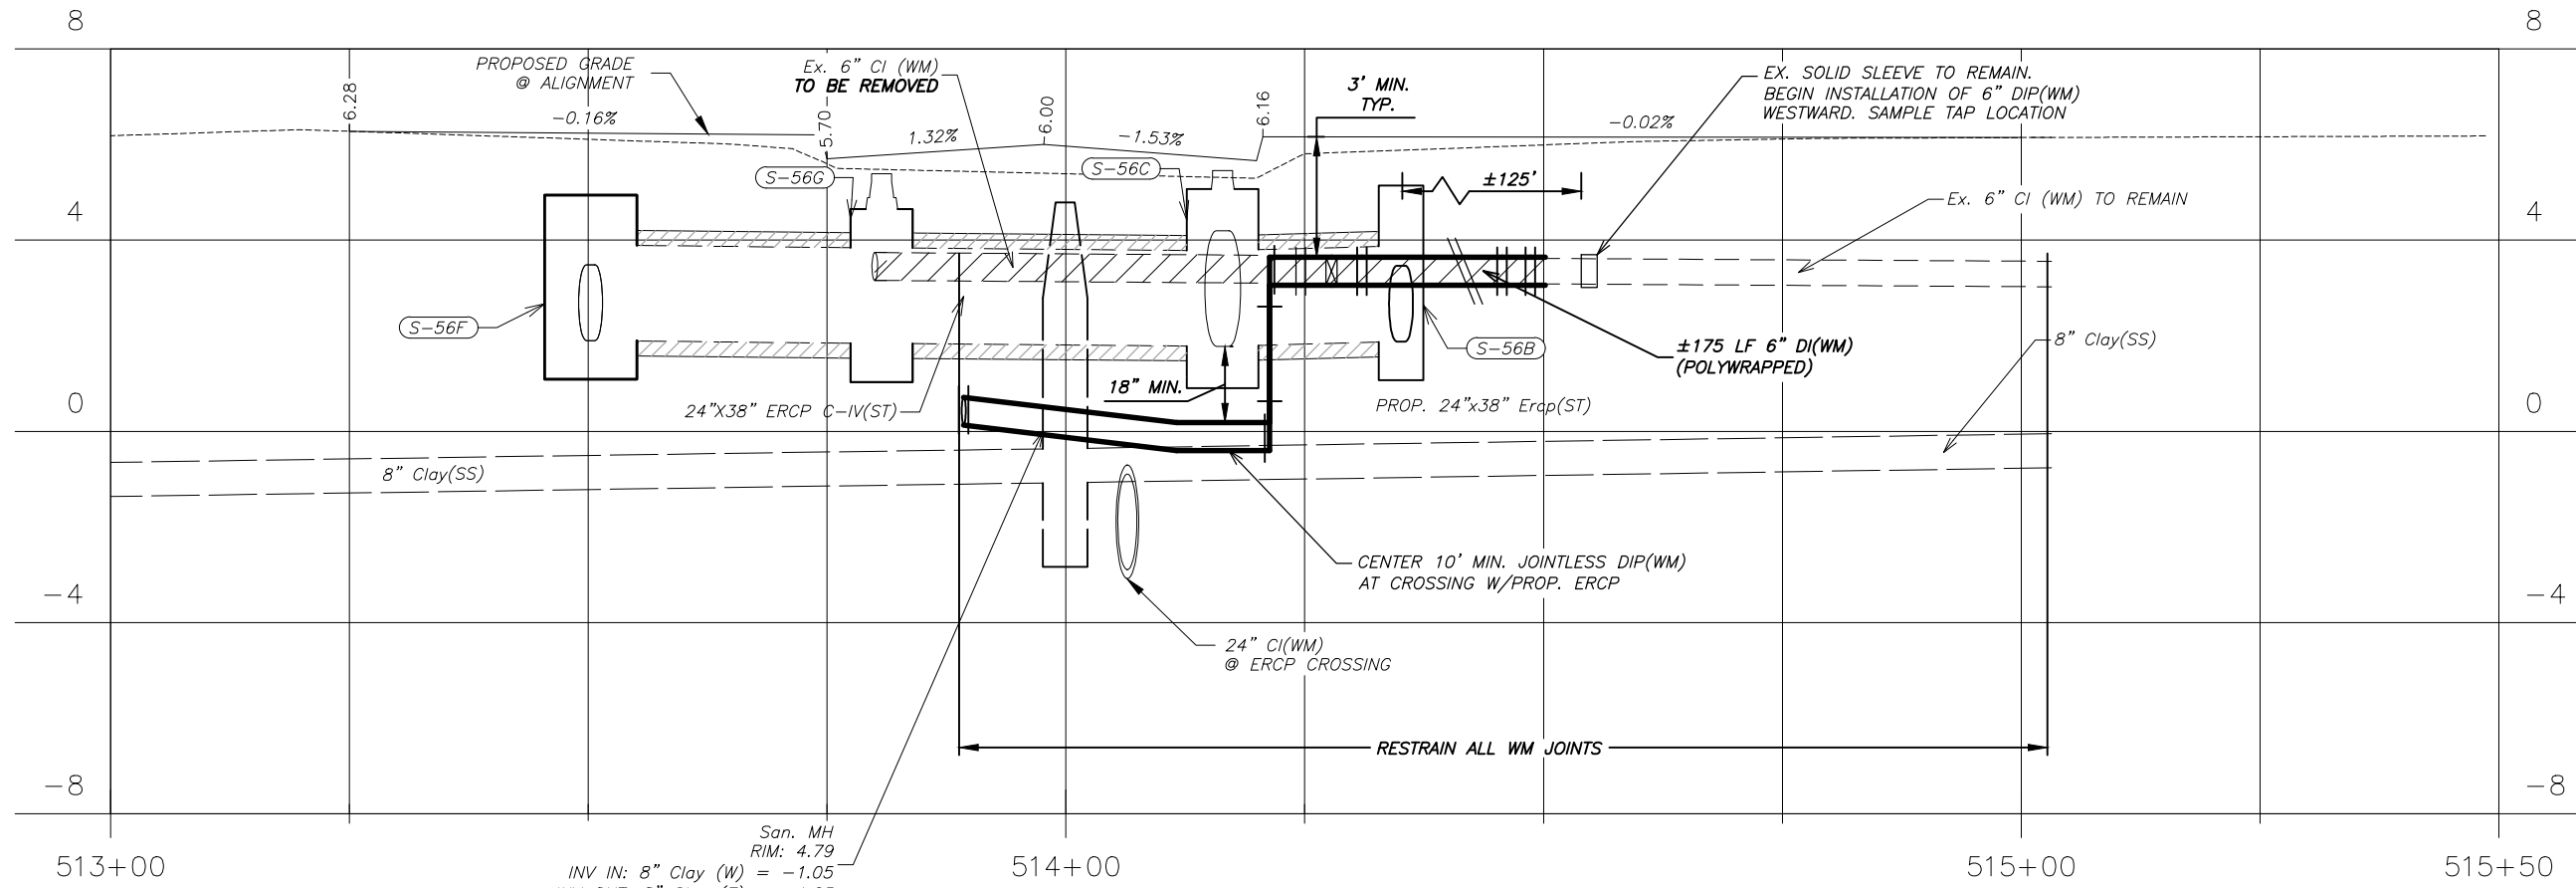 8
8
PROPOSED GRADE
@ ALIGNMENT
Ex. 6" CI (WM)
TO BE REMOVED
3' MIN.
TYP.
EX. SOLID SLEEVE TO REMAIN.
BEGIN INSTALLATION OF 6" DIP(WM)
WESTWARD. SAMPLE TAP LOCATION
6.28
-0.16%
5.70
1.32%
6.00
-1.53%
6.16
-0.02%
S-56G
S-56C
±125'
Ex. 6" CI (WM) TO REMAIN
4
4
S-56F
S-56B
±175 LF 6" DI(WM)
(POLYWRAPPED)
8" Clay(SS)
18" MIN.
24"X38" ERCP C-IV(ST)
PROP. 24"x38" Ercp(ST)
0
0
8" Clay(SS)
CENTER 10' MIN. JOINTLESS DIP(WM)
AT CROSSING W/PROP. ERCP
-4
-4
24" CI(WM)
@ ERCP CROSSING
RESTRAIN ALL WM JOINTS
-8
-8
San. MH
RIM: 4.79
INV IN: 8" Clay (W) = -1.05
513+00
514+00
515+00
515+50